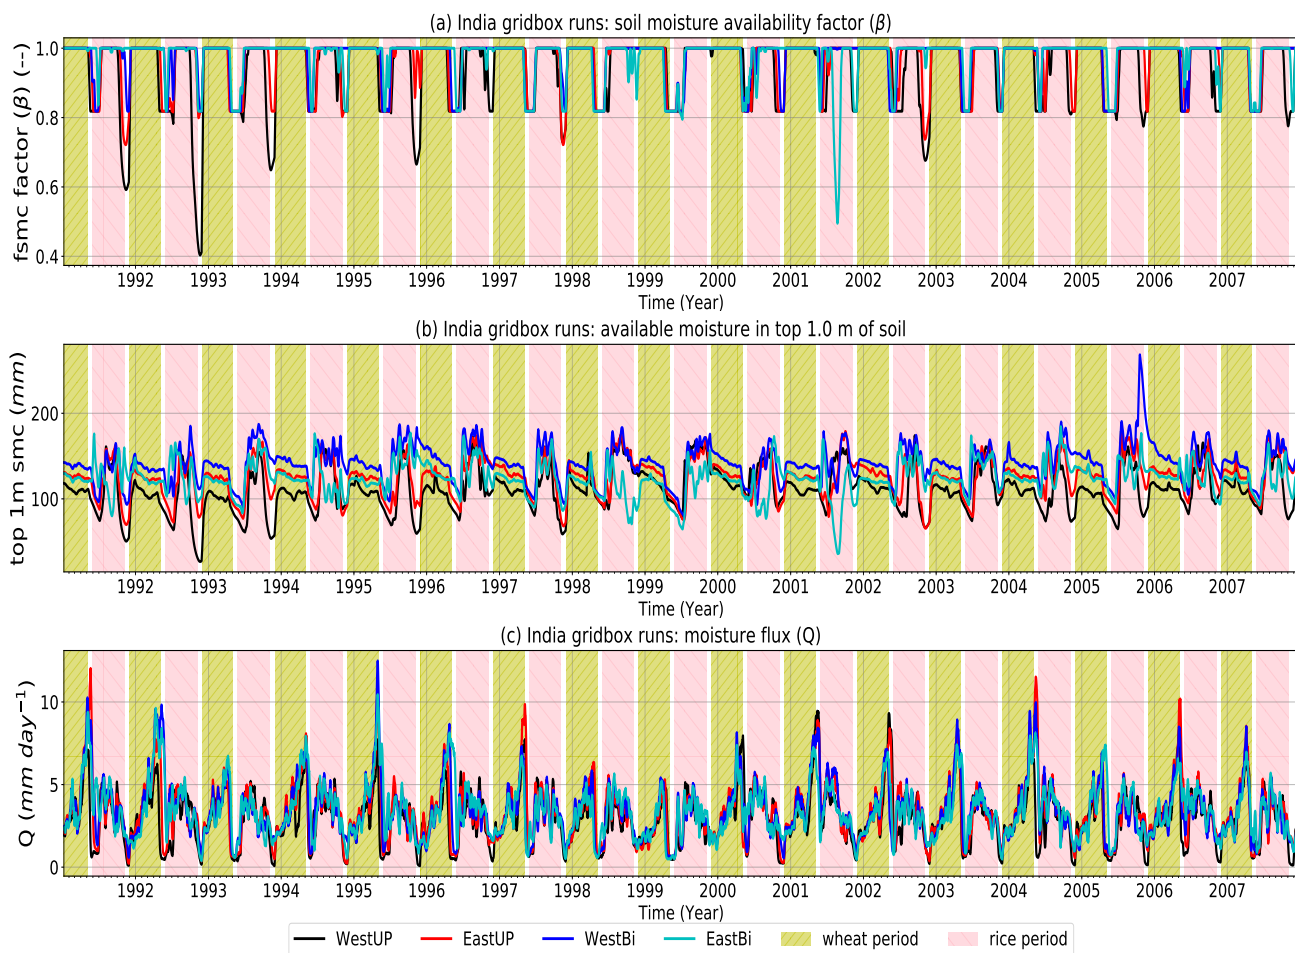 (a) India gridbox runs: soil moisture availability factor (β)
fsmc factor (β) (--)
1.0
0.8
0.6
0.4
1992 1993 1994 1995 1996 1997 1998 1999 2000 2001 2002 2003 2004 2005 2006 2007
Time (Year)
(b) India gridbox runs: available moisture in top 1.0 m of soil
top 1m smc (mm)
200
100
1992 1993 1994 1995 1996 1997 1998 1999 2000 2001 2002 2003 2004 2005 2006 2007
Time (Year)
(c) India gridbox runs: moisture flux (Q)
Q (mm day⁻¹)
10
5
0
1992 1993 1994 1995 1996 1997 1998 1999 2000 2001 2002 2003 2004 2005 2006 2007
Time (Year)
WestUP EastUP WestBi EastBi wheat period rice period